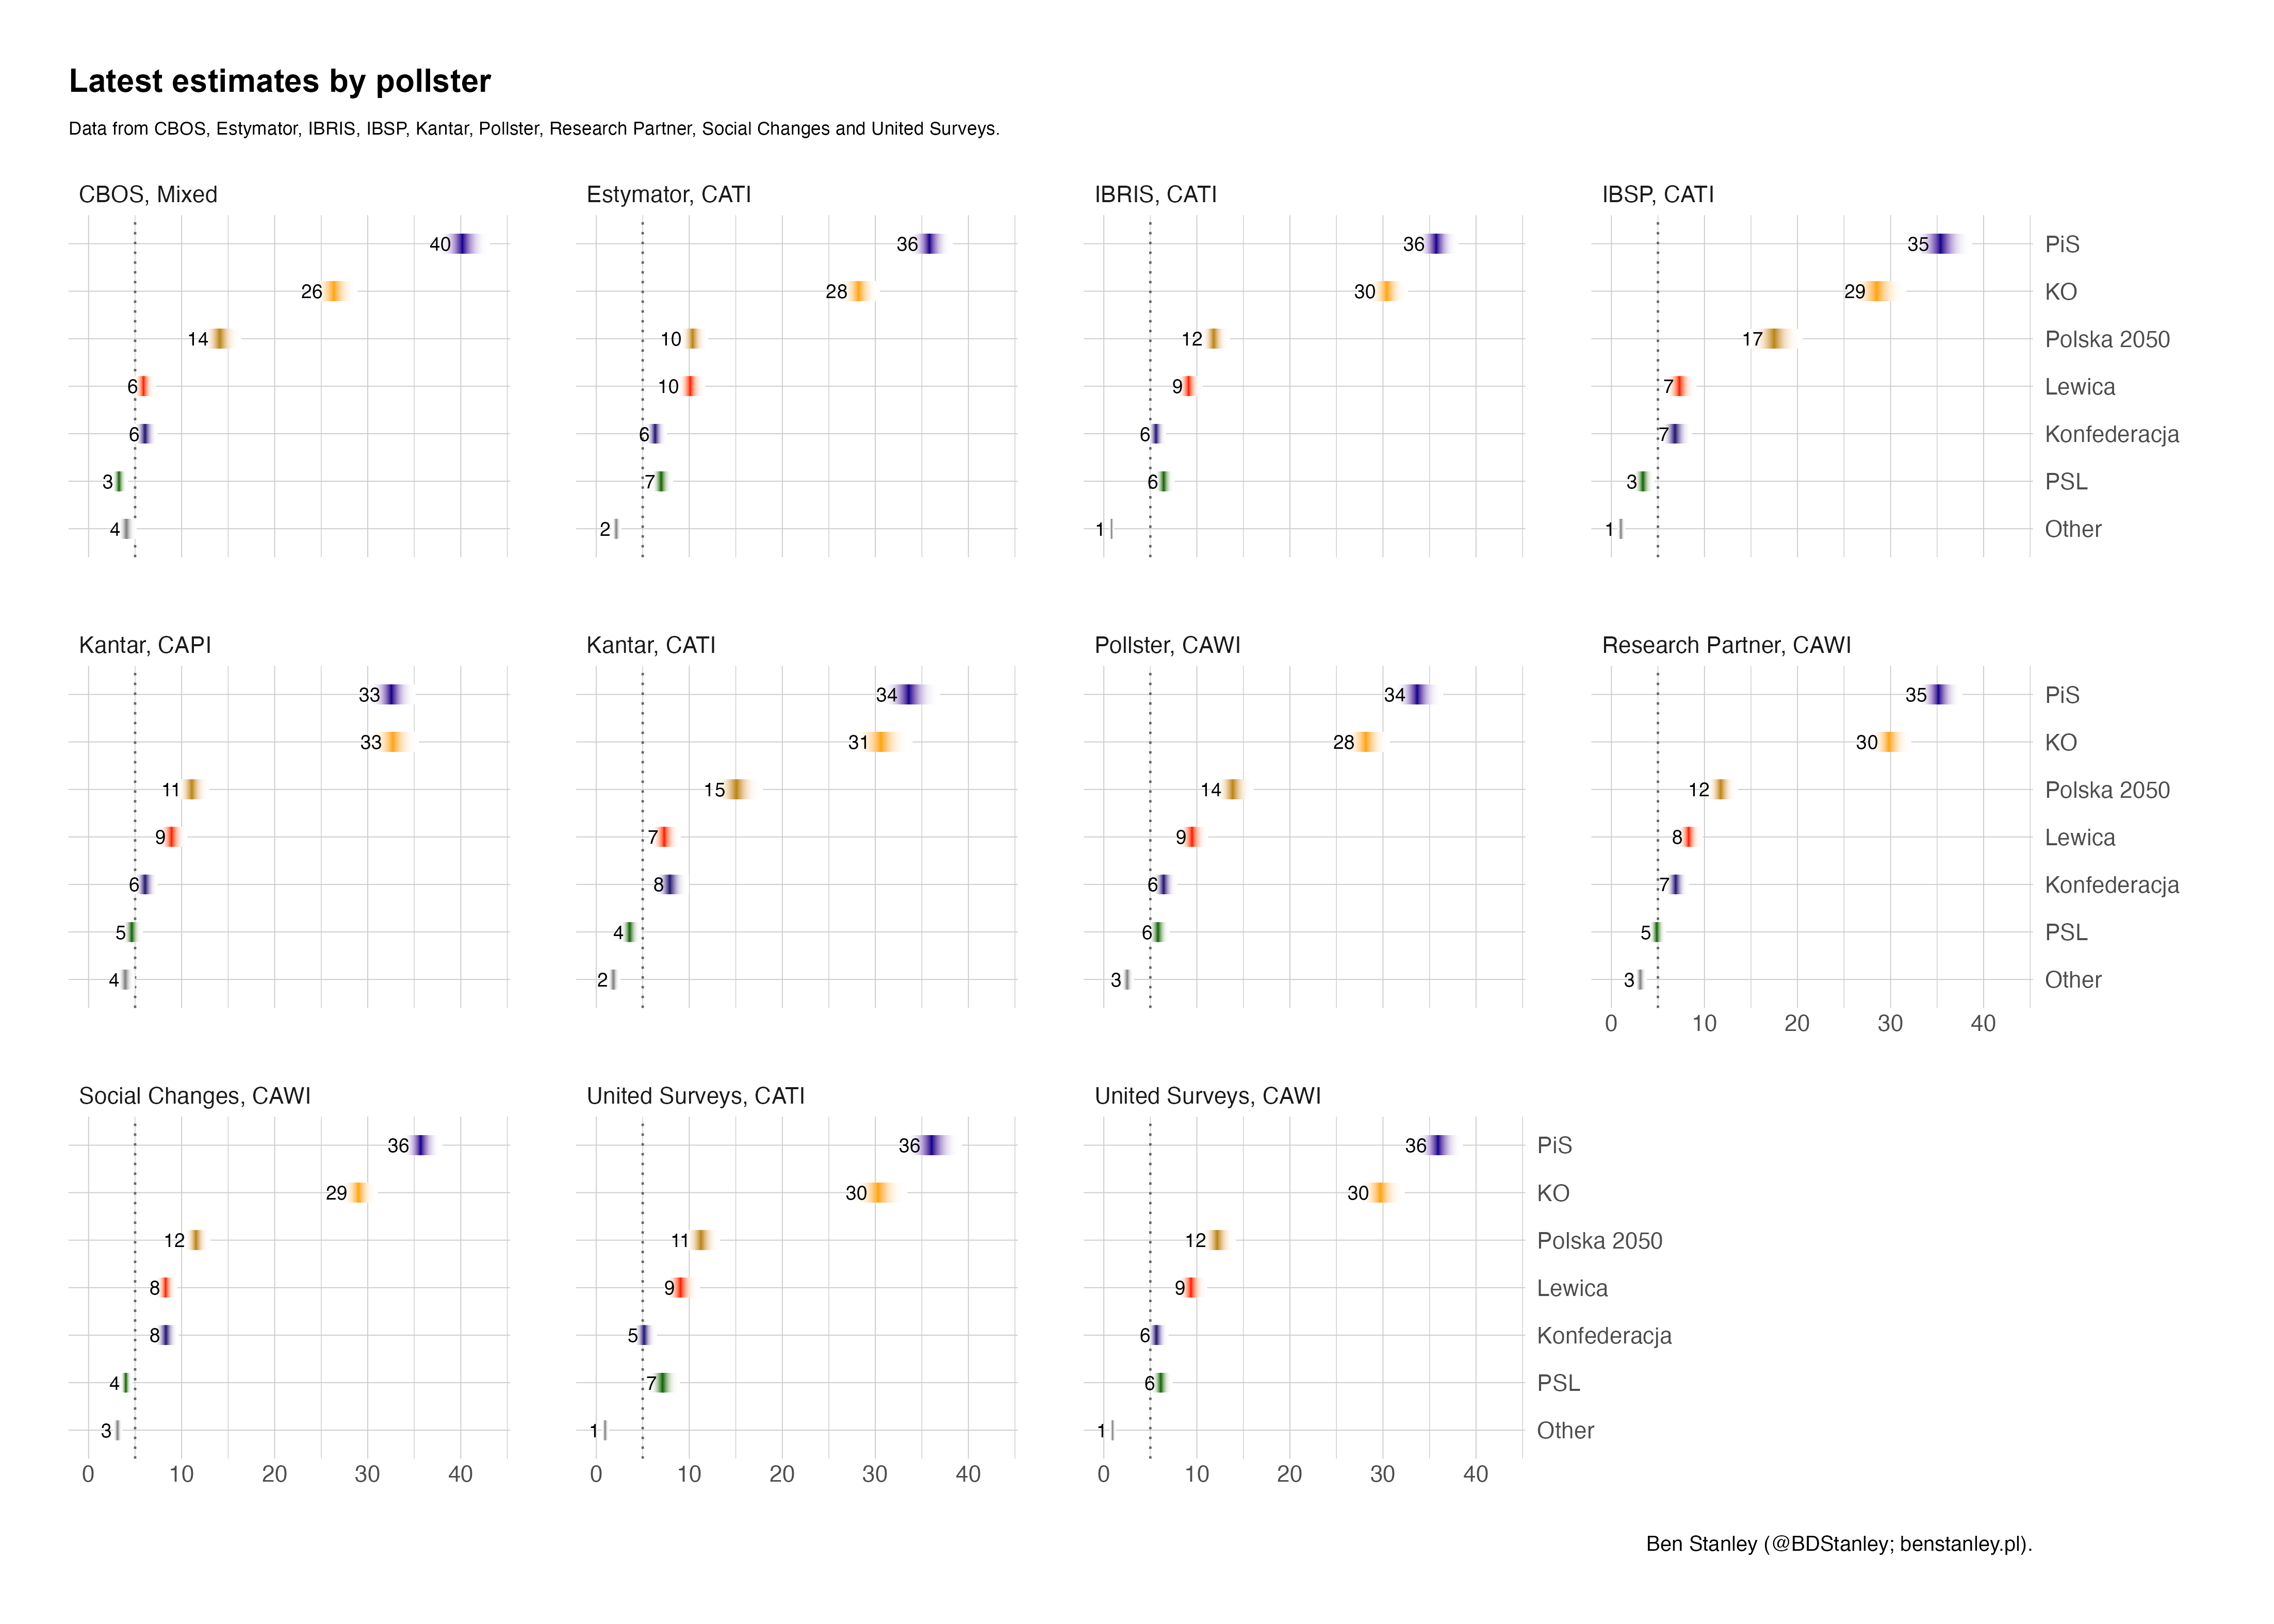 Latest estimates by pollster
Data from CBOS, Estymator, IBRIS, IBSP, Kantar, Pollster, Research Partner, Social Changes and United Surveys.
CBOS, Mixed
40
26
14
6
6
3
4
Estymator, CATI
36
28
10
10
6
7
2
IBRIS, CATI
36
30
12
9
6
6
1
IBSP, CATI
35 PiS
29 KO
17 Polska 2050
7 Lewica
7 Konfederacja
3 PSL
1 Other
Kantar, CAPI
33
33
11
9
6
5
4
Kantar, CATI
34
31
15
7
8
4
2
Pollster, CAWI
34
28
14
9
6
6
3
Research Partner, CAWI
35 PiS
30 KO
12 Polska 2050
8 Lewica
7 Konfederacja
5 PSL
3 Other
0 10 20 30 40
Social Changes, CAWI
36
29
12
8
8
4
3
0 10 20 30 40
United Surveys, CATI
36
30
11
9
5
7
1
0 10 20 30 40
United Surveys, CAWI
36 PiS
30 KO
12 Polska 2050
9 Lewica
6 Konfederacja
6 PSL
1 Other
0 10 20 30 40
Ben Stanley (@BDStanley; benstanley.pl).